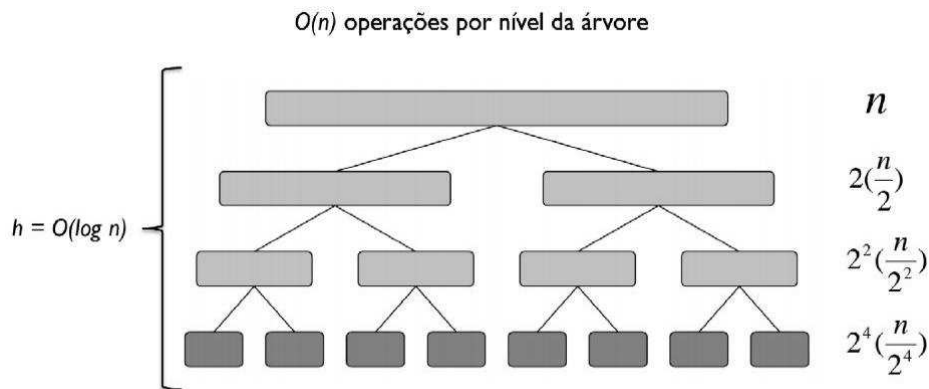 O(n) operações por nível da árvore
n
2(n/2)
h = O(log n)
2²(n/2²)
2⁴(n/2⁴)